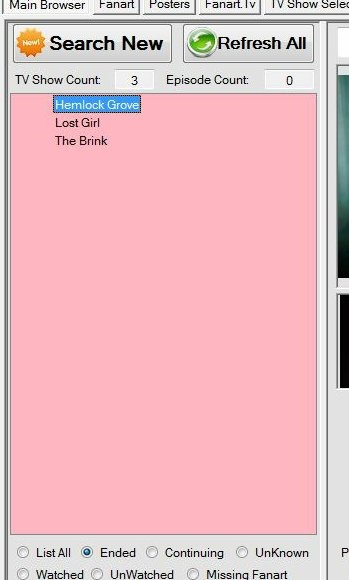 Main Browser Fanart Posters Fanart.Tv TV Show Selec
New! Search New Refresh All
TV Show Count: 3 Episode Count: 0
Hemlock Grove
Lost Girl
The Brink
List All Ended Continuing UnKnown
Watched UnWatched Missing Fanart
P